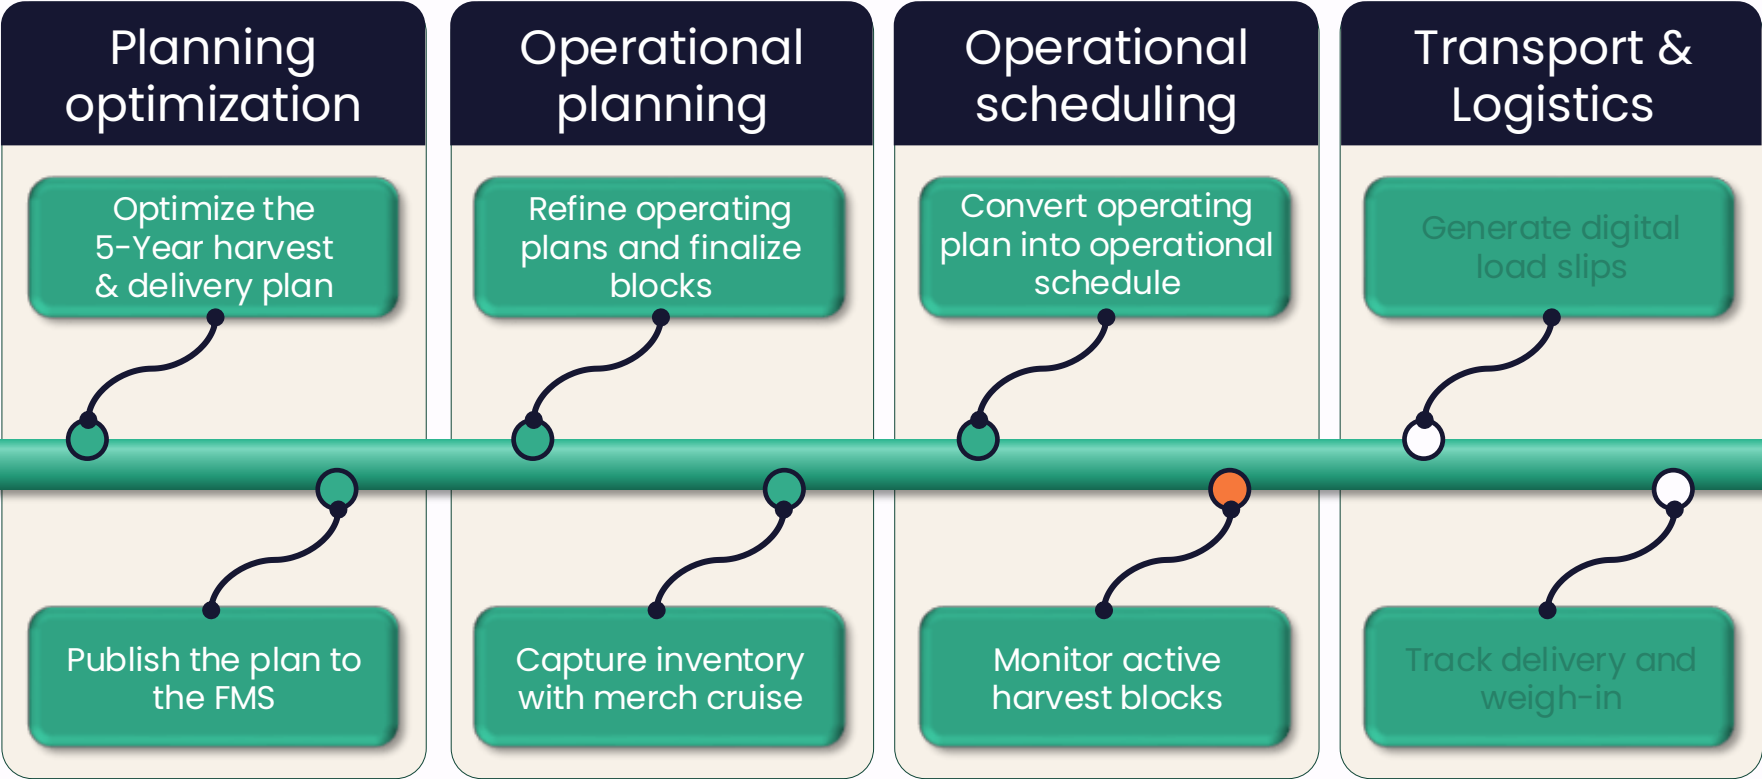 Planning
optimization
Optimize the
5-Year harvest
& delivery plan
Publish the plan to
the FMS
Operational
planning
Refine operating
plans and finalize
blocks
Capture inventory
with merch cruise
Operational
scheduling
Convert operating
plan into operational
schedule
Monitor active
harvest blocks
Transport &
Logistics
Generate digital
load slips
Track delivery and
weigh-in